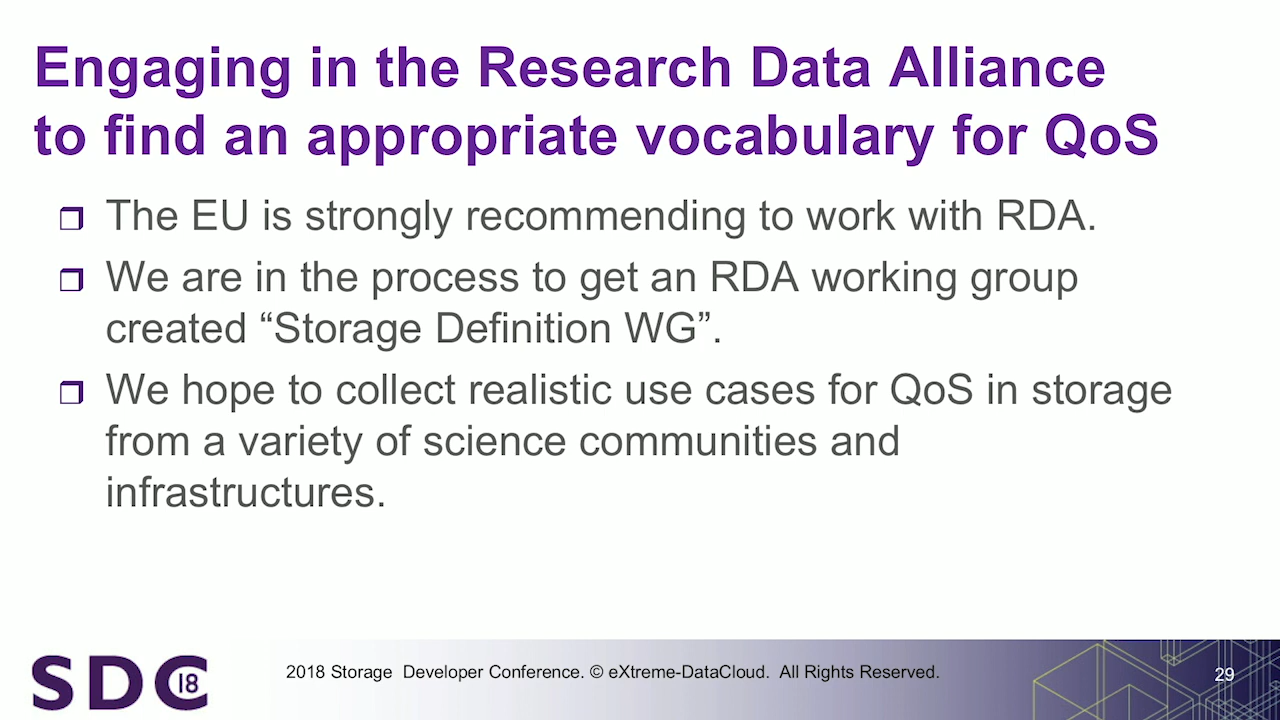 Engaging in the Research Data Alliance
to find an appropriate vocabulary for QoS
The EU is strongly recommending to work with RDA.
We are in the process to get an RDA working group
created “Storage Definition WG”.
We hope to collect realistic use cases for QoS in storage
from a variety of science communities and
infrastructures.
SDC 18
2018 Storage Developer Conference. © eXtreme-DataCloud. All Rights Reserved.
29